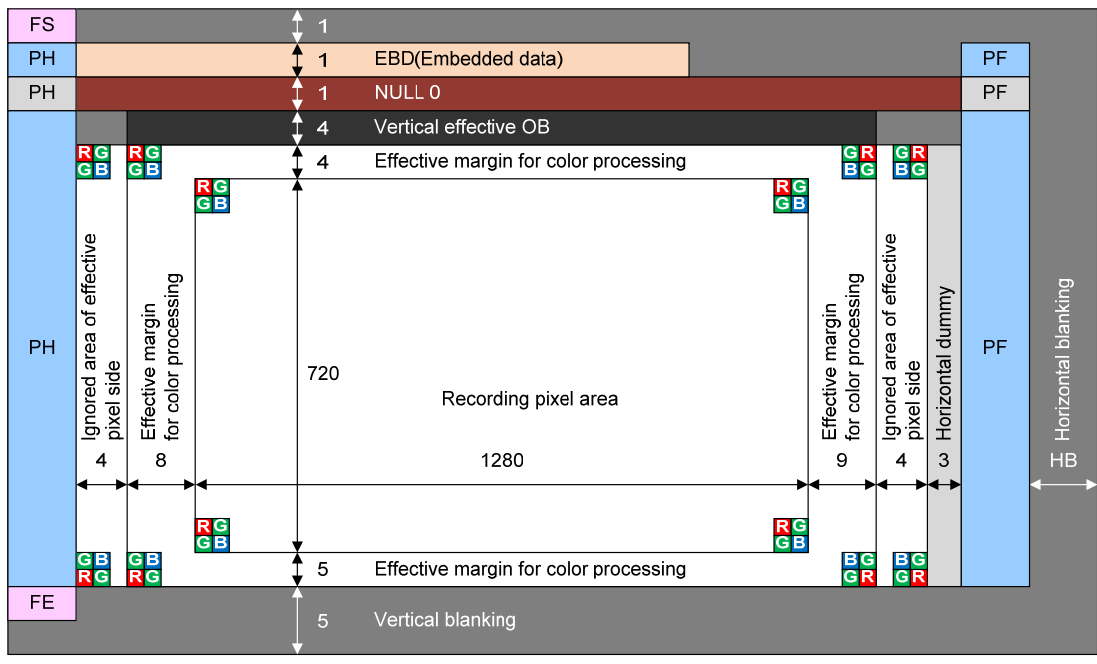 FS
1
PH
1
EBD(Embedded data)
PF
PH
1
NULL 0
PF
4
Vertical effective OB
R G
G B
R G
G B
4
Effective margin for color processing
G R
B G
G R
B G
R G
G B
R G
G B
PH
Ignored area of effective
pixel side
4
Effective margin
for color processing
8
720
Recording pixel area
1280
Effective margin
for color processing
9
Ignored area of effective
pixel side
4
Horizontal dummy
3
PF
Horizontal blanking
HB
R G
G B
R G
G B
G B
R G
G B
R G
5
Effective margin for color processing
B G
G R
B G
G R
FE
5
Vertical blanking